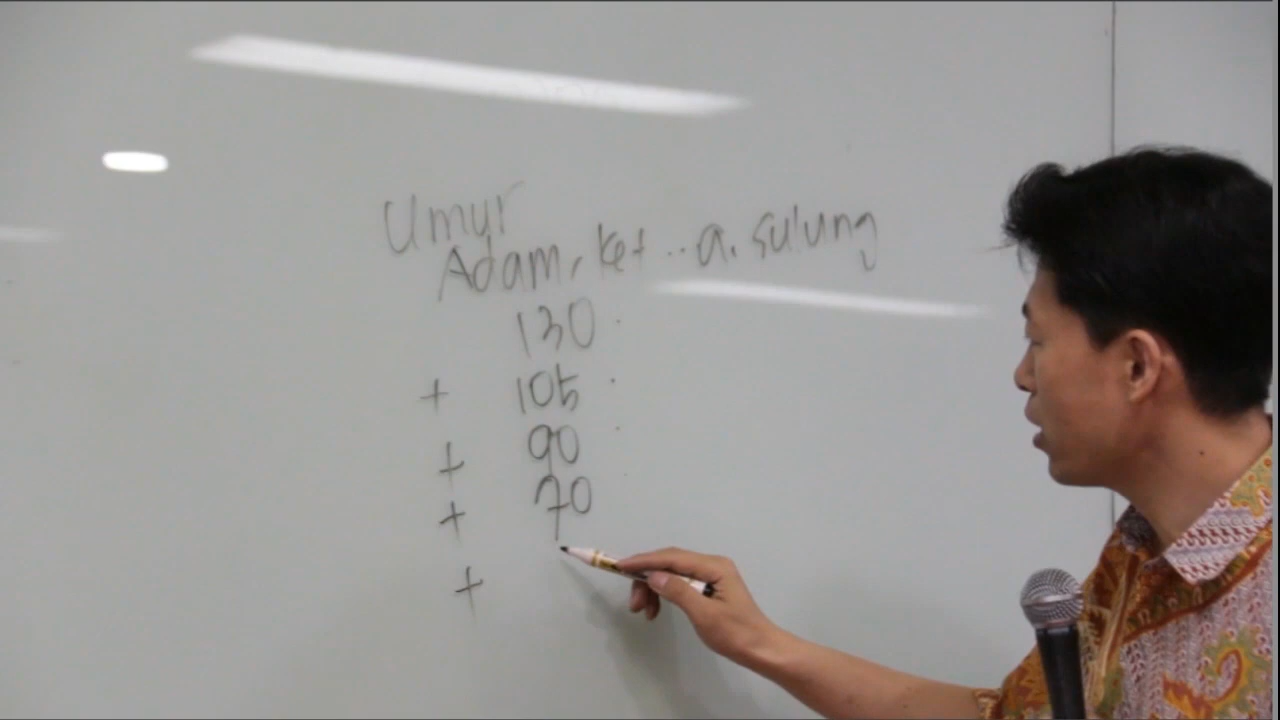 Umur
Adam, ket .. a. sulung
130
+ 105
+ 90
+ 70
+